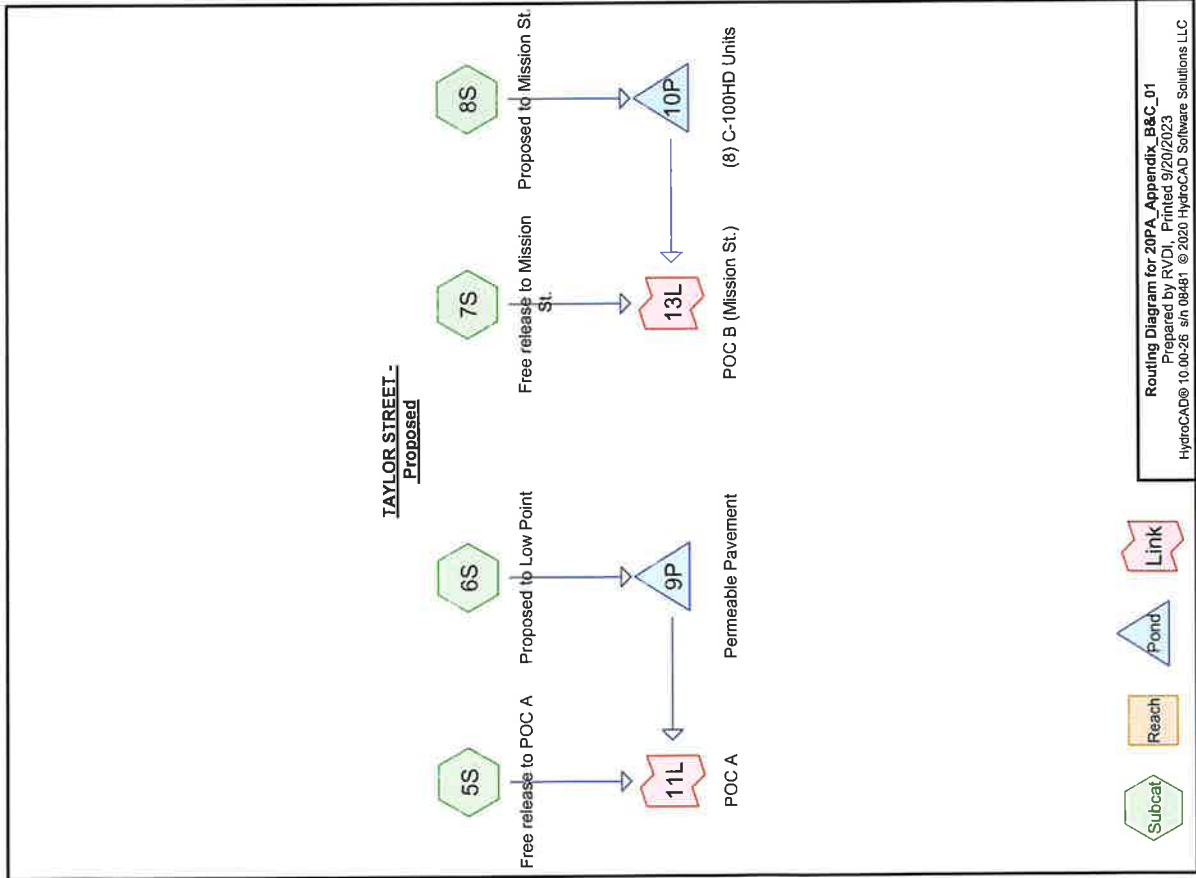 TAYLOR STREET -
Proposed
5S
Free release to POC A
6S
Proposed to Low Point
7S
Free release to Mission
St.
8S
Proposed to Mission St.
11L
POC A
9P
Permeable Pavement
13L
POC B (Mission St.)
10P
(8) C-100HD Units
Subcat
Reach
Pond
Link
Routing Diagram for 20PA_Appendix_B&C_01
Prepared by RVDI, Printed 9/20/2023
HydroCAD® 10.00-26 s/n 08481 © 2020 HydroCAD Software Solutions LLC